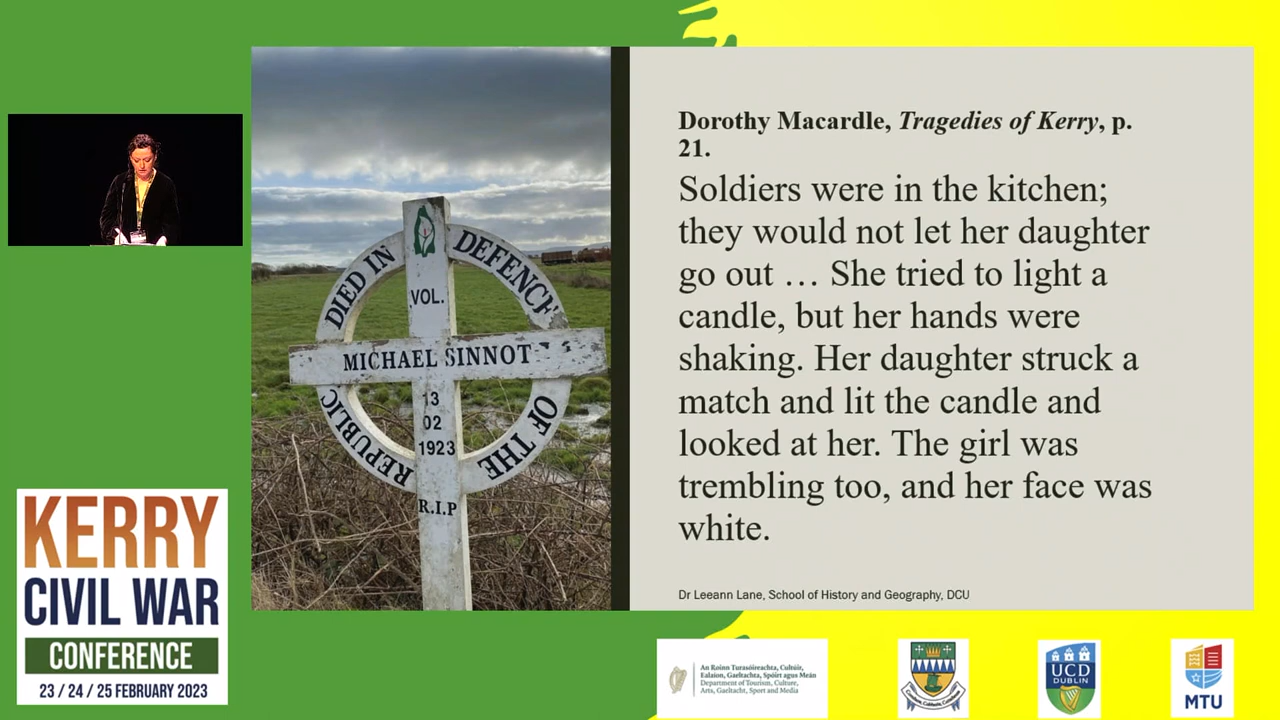 Dorothy Macardle, Tragedies of Kerry, p.
21.
Soldiers were in the kitchen;
they would not let her daughter
go out … She tried to light a
candle, but her hands were
shaking. Her daughter struck a
match and lit the candle and
looked at her. The girl was
trembling too, and her face was
white.
Dr Leeann Lane, School of History and Geography, DCU
DIED IN DEFENCE
VOL.
MICHAEL SINNOT
13
02
1923
OF THE
REPUBLIC
R.I.P
KERRY
CIVIL WAR
CONFERENCE
23 / 24 / 25 FEBRUARY 2023
An Roinn Turasóireachta, Cultúir,
Ealaíon, Gaeltachta, Spóirt agus Meán
Department of Tourism, Culture,
Arts, Gaeltacht, Sport and Media
UCD
DUBLIN
MTU